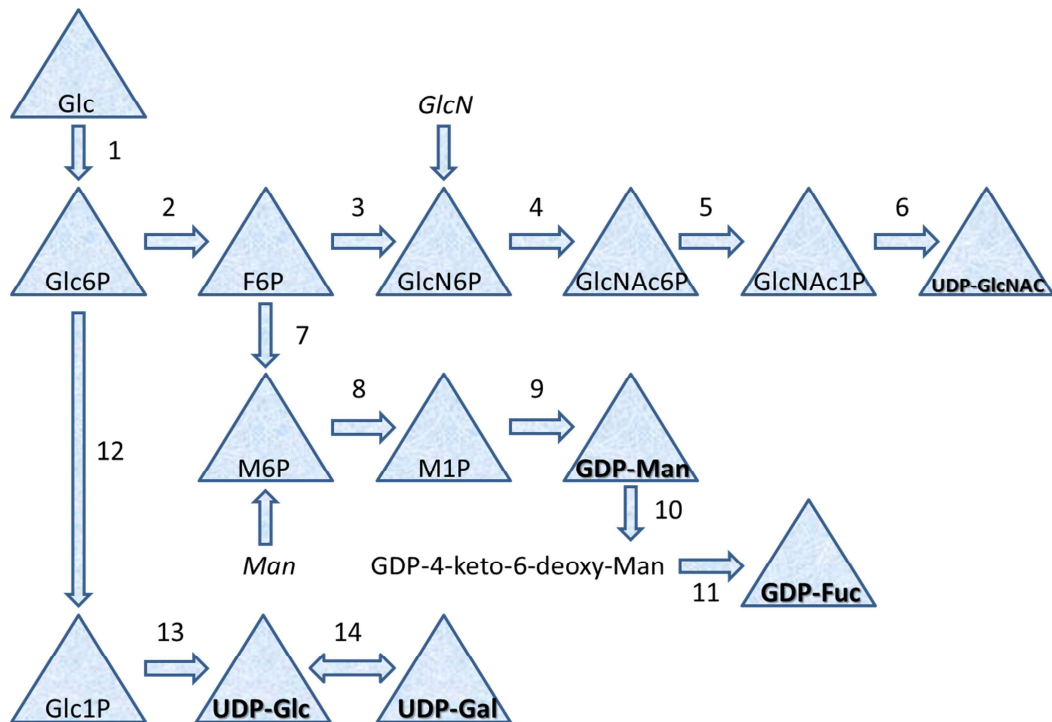 Glc
GlcN
1
2
3
4
5
6
Glc6P
F6P
GlcN6P
GlcNAc6P
GlcNAc1P
UDP-GlcNAC
7
8
9
12
M6P
M1P
GDP-Man
10
Man
GDP-4-keto-6-deoxy-Man
11
GDP-Fuc
13
14
Glc1P
UDP-Glc
UDP-Gal